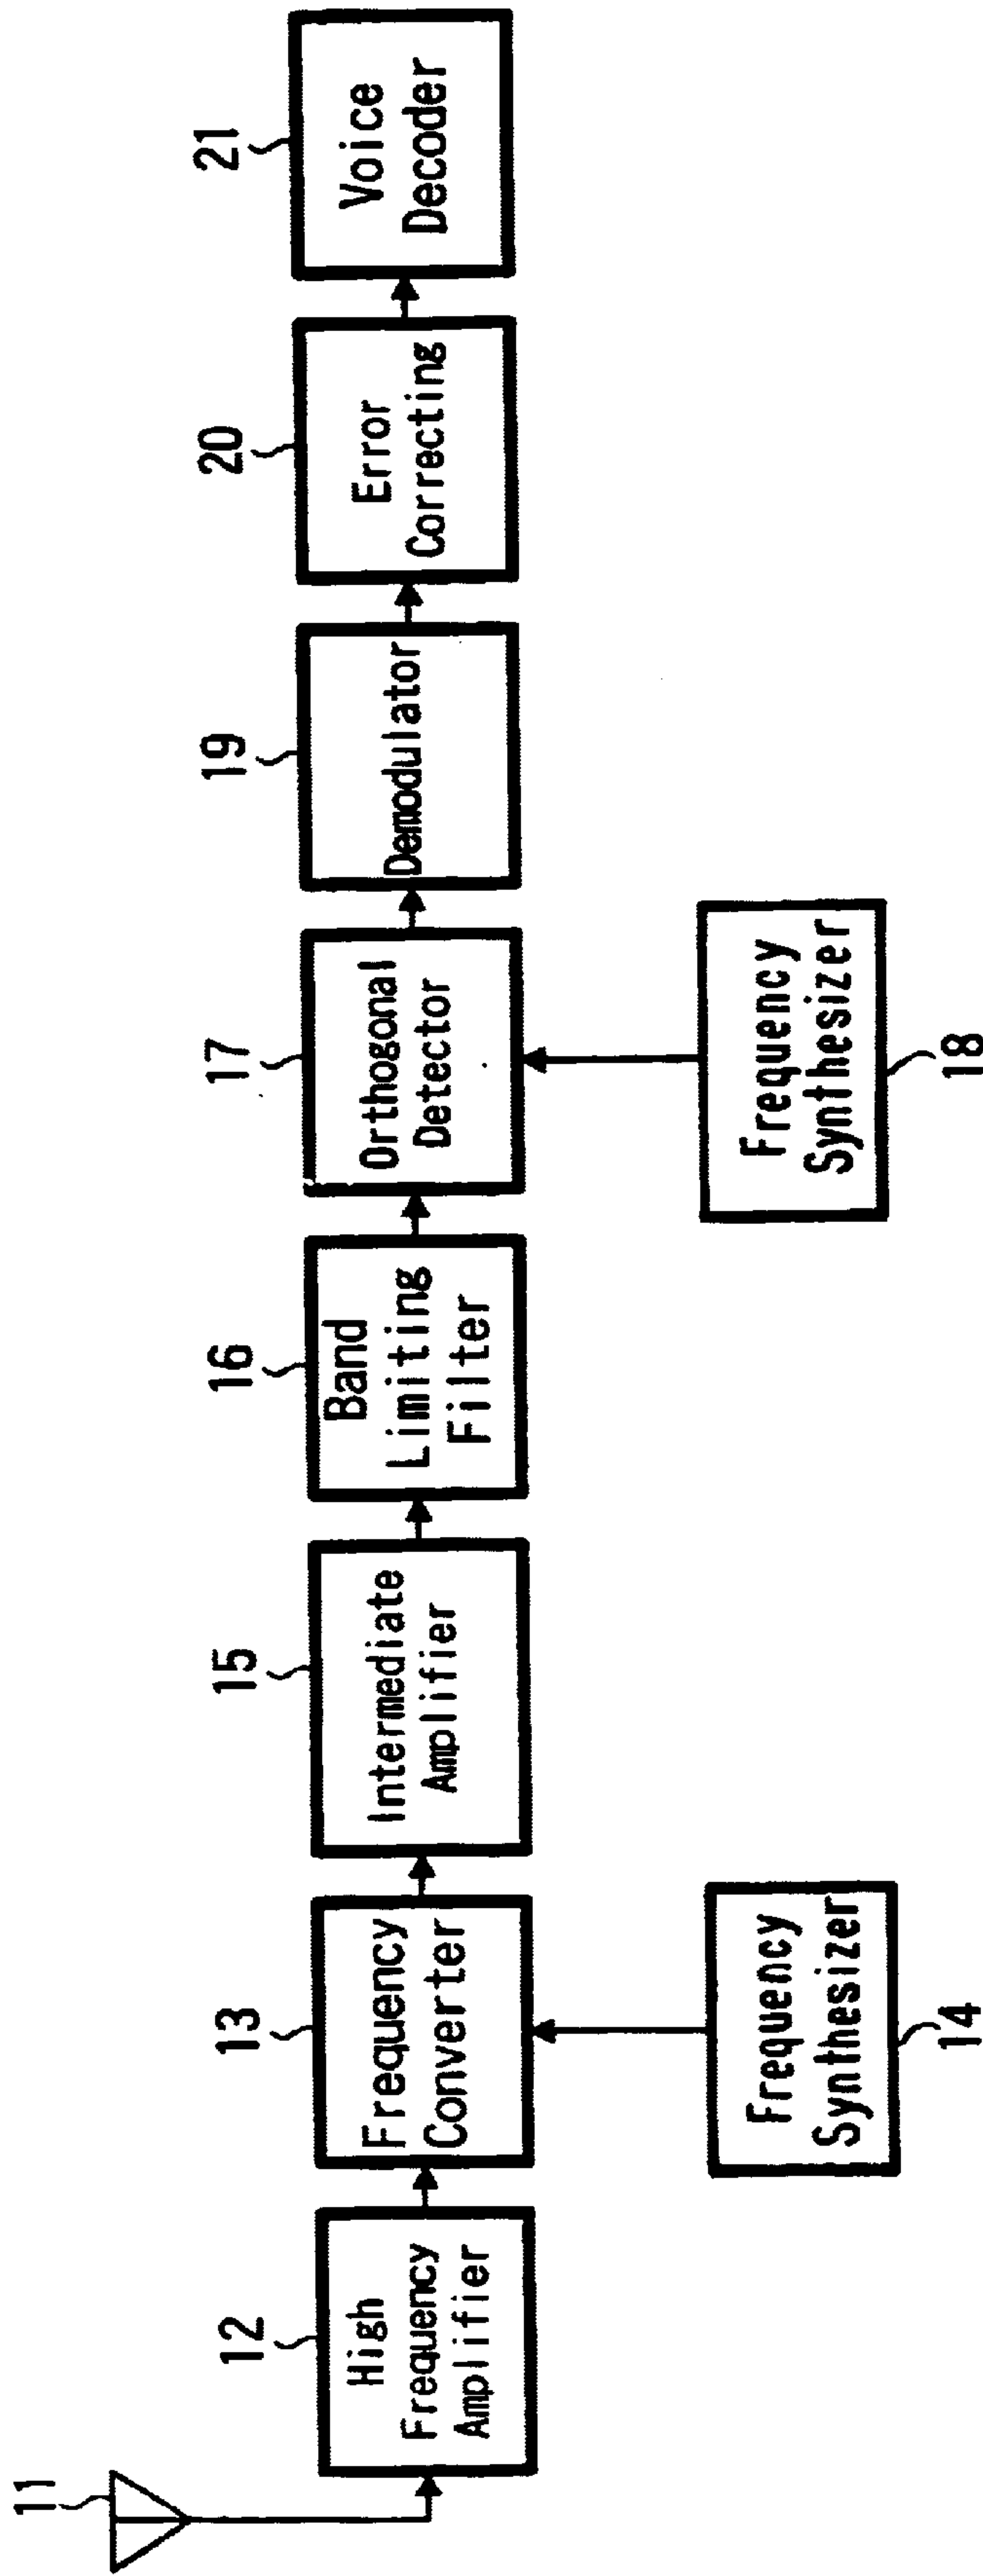 11
12
High
Frequency
Amplifier
13
Frequency
Converter
14
Frequency
Synthesizer
15
Intermediate
Amplifier
16
Band
Limiting
Filter
17
Orthogonal
Detector
18
Frequency
Synthesizer
19
Demodulator
20
Error
Correcting
21
Voice
Decoder